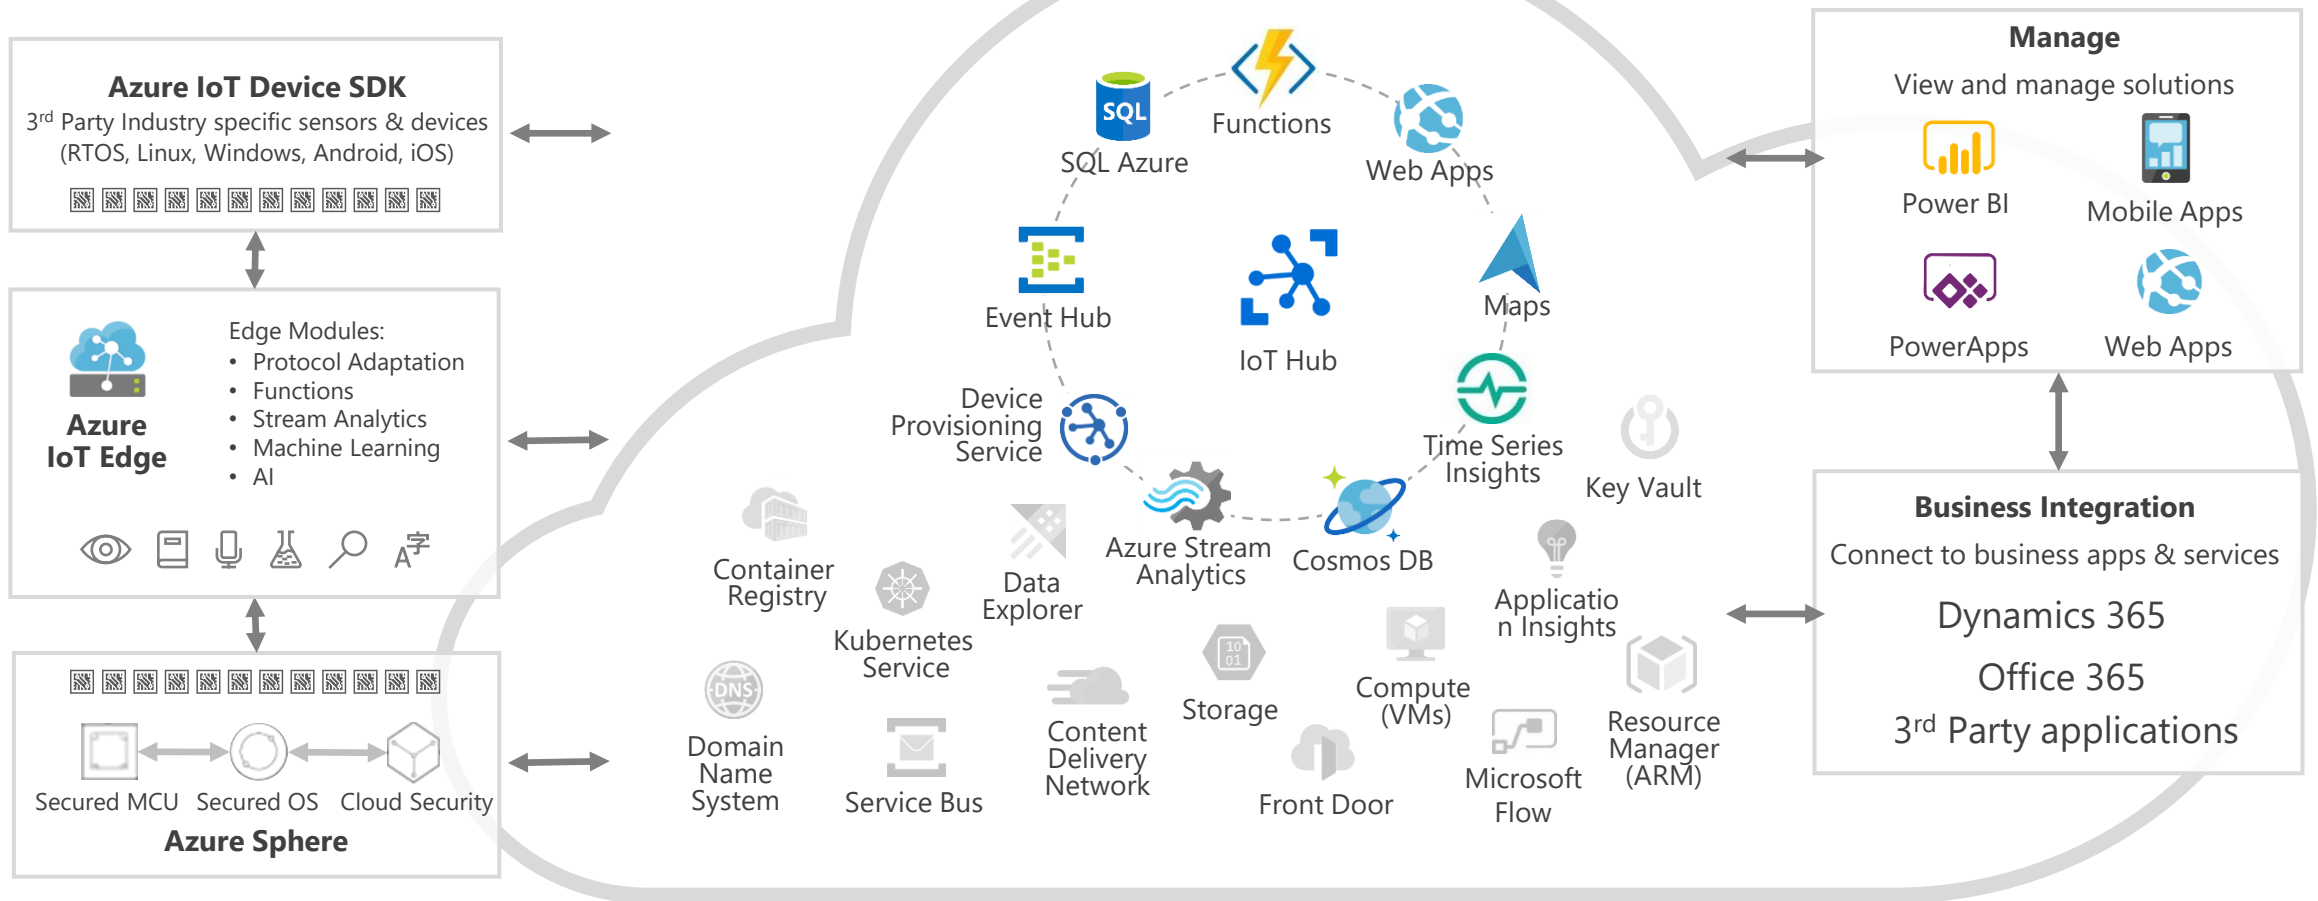 Azure IoT Device SDK
3rd Party Industry specific sensors & devices
(RTOS, Linux, Windows, Android, iOS)
Azure
IoT Edge
Edge Modules:
• Protocol Adaptation
• Functions
• Stream Analytics
• Machine Learning
• AI
A字
Secured MCU
Secured OS
Cloud Security
Azure Sphere
Functions
SQL
SQL Azure
Web Apps
Event Hub
IoT Hub
Maps
Device
Provisioning
Service
Time Series
Insights
Key Vault
Azure Stream
Analytics
Cosmos DB
Container
Registry
Kubernetes
Service
Data
Explorer
Applicatio
n Insights
DNS
Domain
Name
System
Service Bus
Content
Delivery
Network
10
01
Storage
Compute
(VMs)
Front Door
Microsoft
Flow
Resource
Manager
(ARM)
Manage
View and manage solutions
Power BI
Mobile Apps
PowerApps
Web Apps
Business Integration
Connect to business apps & services
Dynamics 365
Office 365
3rd Party applications